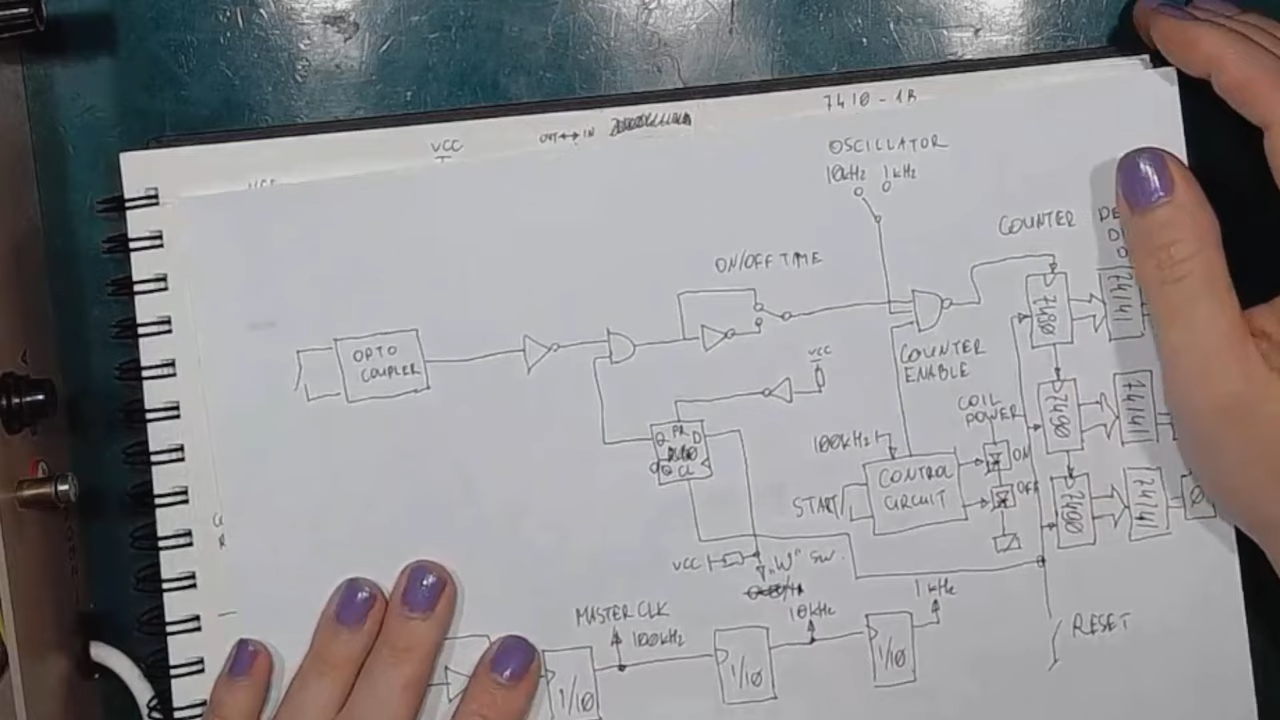 7410-1R
VCC
OUT↔IN
OSCILLATOR
10kHz 1kHz
COUNTER
ON/OFF TIME
7490
74141
OPTO
COUPLER
COUNTER
ENABLE
VCC
COIL
POWER
7490
74141
100kHz
ON
Q PR D
Q CL
CONTROL
CIRCUIT
START
OFF
7490
74141
VCC
"W" SW.
1kHz
MASTER CLK
100kHz
10kHz
RESET
1/10
1/10
1/10